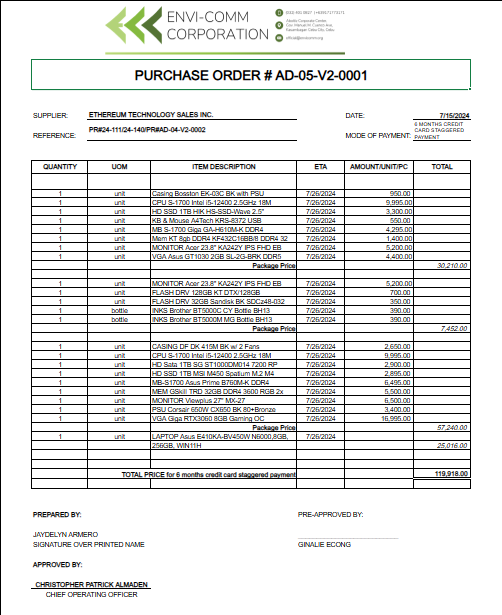 ENVI-COMM
CORPORATION
PURCHASE ORDER # AD-05-V2-0001
SUPPLIER: ETHEREUM TECHNOLOGY SALES INC. DATE: 7/15/2024
REFERENCE: PR#24-111/24-140/PR#AD-04-V2-0002 MODE OF PAYMENT: 6 MONTHS CREDIT CARD STAGGERED PAYMENT
QUANTITY UOM ITEM DESCRIPTION ETA AMOUNT/UNIT/PC TOTAL
1 unit Casing Bosston EK-03C BK with PSU 7/26/2024 950.00
1 unit CPU S-1700 Intel i5-12400 2.5GHz 18M 7/26/2024 9,995.00
1 unit HD SSD 1TB HIK HS-SSD-Wave 2.5" 7/26/2024 3,300.00
1 unit KB & Mouse A4Tech KRS-8372 USB 7/26/2024 550.00
1 unit MB S-1700 Giga GA-H610M-K DDR4 7/26/2024 4,295.00
1 unit Mem KT 8gb DDR4 KF432C16BB/8 DDR4 32 7/26/2024 1,400.00
1 unit MONITOR Acer 23.8" KA242Y IPS FHD EB 7/26/2024 5,200.00
1 unit VGA Asus GT1030 2GB SL-2G-BRK DDR5 7/26/2024 4,400.00
Package Price 30,210.00
1 unit MONITOR Acer 23.8" KA242Y IPS FHD EB 7/26/2024 5,200.00
1 unit FLASH DRV 128GB KT DTX/128GB 7/26/2024 700.00
1 unit FLASH DRV 32GB Sandisk BK SDCz48-032 7/26/2024 350.00
1 bottle INKS Brother BT5000C CY Bottle BH13 7/26/2024 390.00
1 bottle INKS Brother BT5000M MG Bottle BH13 7/26/2024 390.00
Package Price 7,452.00
1 unit CASING DF DK 415M BK w/ 2 Fans 7/26/2024 2,650.00
1 unit CPU S-1700 Intel i5-12400 2.5GHz 18M 7/26/2024 9,995.00
1 unit HD Sata 1TB SG ST1000DM014 7200 RP 7/26/2024 2,900.00
1 unit HD SSD 1TB MSI M450 Spatium M.2 M4 7/26/2024 2,895.00
1 unit MB-S1700 Asus Prime B760M-K DDR4 7/26/2024 6,495.00
1 unit MEM GSkill TRD 32GB DDR4 3600 RGB 2x 7/26/2024 5,500.00
1 unit MONITOR Viewplus 27" MX-27 7/26/2024 6,500.00
1 unit PSU Corsair 650W CX650 BK 80+Bronze 7/26/2024 3,400.00
1 unit VGA Giga RTX3060 8GB Gaming OC 7/26/2024 16,995.00
Package Price 57,240.00
1 unit LAPTOP Asus E410KA-BV450W N6000,8GB, 7/26/2024
256GB, WIN11H 25,016.00
TOTAL PRICE for 6 months credit card staggered payment 119,918.00
PREPARED BY: PRE-APPROVED BY:
JAYDELYN ARMERO
SIGNATURE OVER PRINTED NAME GINALIE ECONG
APPROVED BY:
CHRISTOPHER PATRICK ALMADEN
CHIEF OPERATING OFFICER